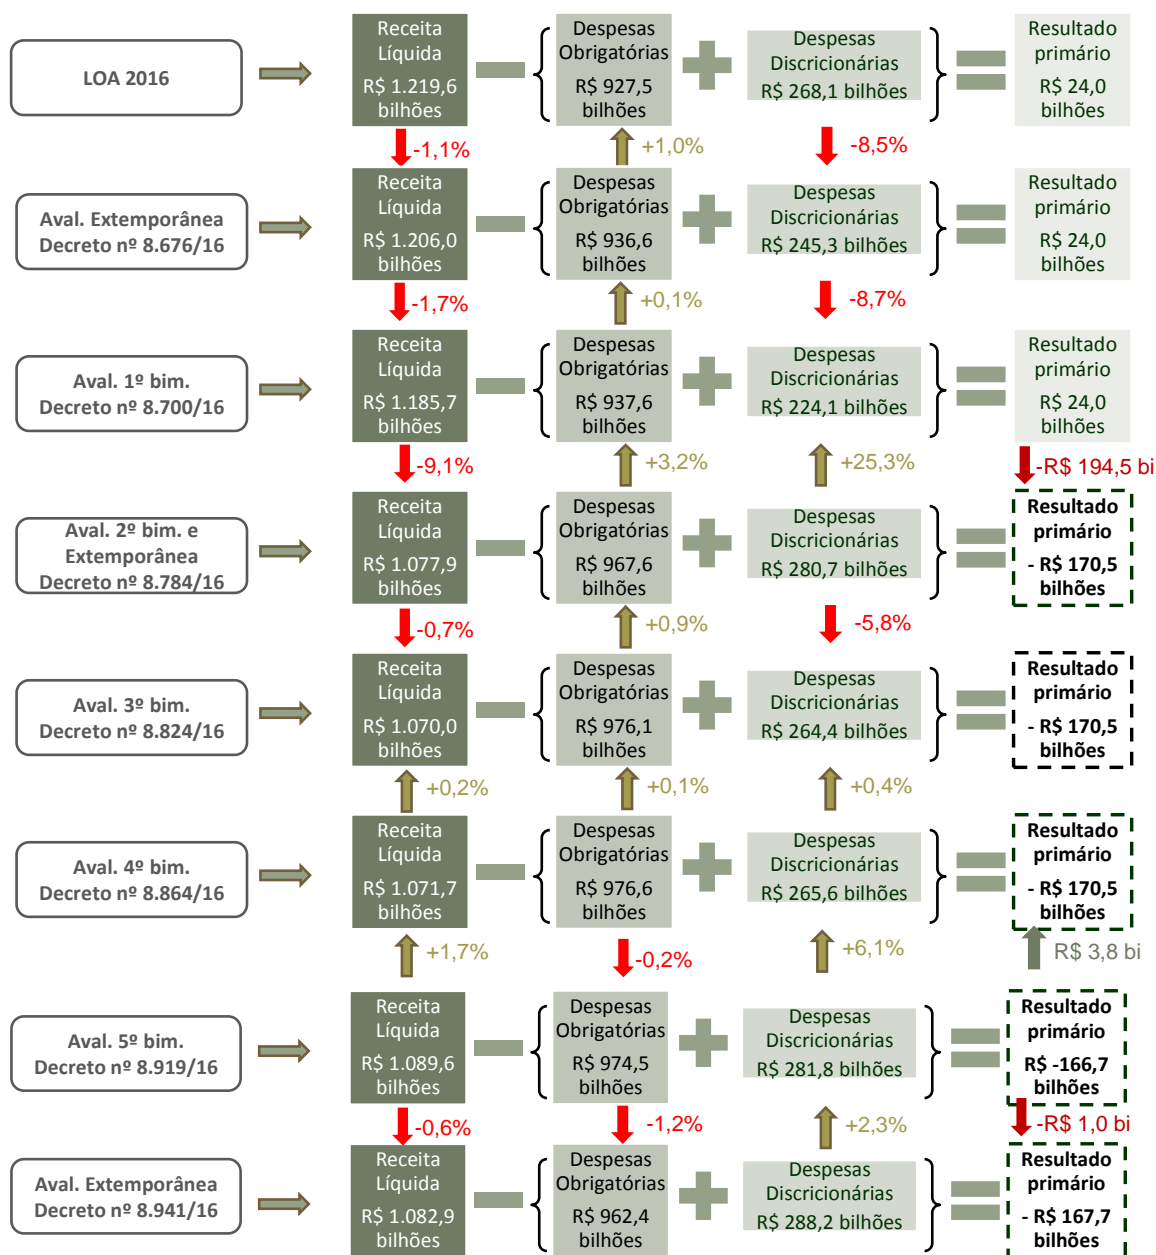 LOA 2016
Receita
Líquida
R$ 1.219,6
bilhões
Despesas
Obrigatórias
R$ 927,5
bilhões
Despesas
Discricionárias
R$ 268,1 bilhões
Resultado
primário
R$ 24,0
bilhões
-1,1%
+1,0%
-8,5%
Aval. Extemporânea
Decreto nº 8.676/16
Receita
Líquida
R$ 1.206,0
bilhões
Despesas
Obrigatórias
R$ 936,6
bilhões
Despesas
Discricionárias
R$ 245,3 bilhões
Resultado
primário
R$ 24,0
bilhões
-1,7%
+0,1%
-8,7%
Aval. 1º bim.
Decreto nº 8.700/16
Receita
Líquida
R$ 1.185,7
bilhões
Despesas
Obrigatórias
R$ 937,6
bilhões
Despesas
Discricionárias
R$ 224,1 bilhões
Resultado
primário
R$ 24,0
bilhões
-9,1%
+3,2%
+25,3%
-R$ 194,5 bi
Aval. 2º bim. e
Extemporânea
Decreto nº 8.784/16
Receita
Líquida
R$ 1.077,9
bilhões
Despesas
Obrigatórias
R$ 967,6
bilhões
Despesas
Discricionárias
R$ 280,7 bilhões
Resultado
primário
- R$ 170,5
bilhões
-0,7%
+0,9%
-5,8%
Aval. 3º bim.
Decreto nº 8.824/16
Receita
Líquida
R$ 1.070,0
bilhões
Despesas
Obrigatórias
R$ 976,1
bilhões
Despesas
Discricionárias
R$ 264,4 bilhões
Resultado
primário
- R$ 170,5
bilhões
+0,2%
+0,1%
+0,4%
Aval. 4º bim.
Decreto nº 8.864/16
Receita
Líquida
R$ 1.071,7
bilhões
Despesas
Obrigatórias
R$ 976,6
bilhões
Despesas
Discricionárias
R$ 265,6 bilhões
Resultado
primário
- R$ 170,5
bilhões
+1,7%
-0,2%
+6,1%
R$ 3,8 bi
Aval. 5º bim.
Decreto nº 8.919/16
Receita
Líquida
R$ 1.089,6
bilhões
Despesas
Obrigatórias
R$ 974,5
bilhões
Despesas
Discricionárias
R$ 281,8 bilhões
Resultado
primário
R$ -166,7
bilhões
-0,6%
-1,2%
+2,3%
-R$ 1,0 bi
Aval. Extemporânea
Decreto nº 8.941/16
Receita
Líquida
R$ 1.082,9
bilhões
Despesas
Obrigatórias
R$ 962,4
bilhões
Despesas
Discricionárias
R$ 288,2 bilhões
Resultado
primário
- R$ 167,7
bilhões